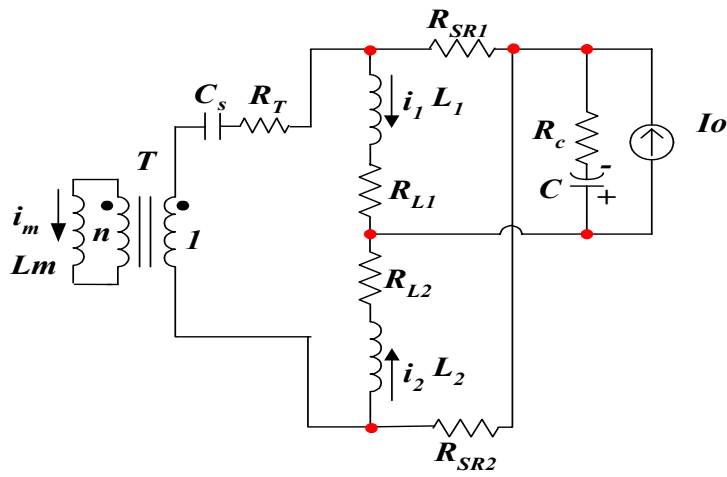 R_SR1
C_s
R_T
i_1 L_1
R_c
Io
T
-
C
+
R_L1
i_m
n
1
Lm
R_L2
i_2 L_2
R_SR2